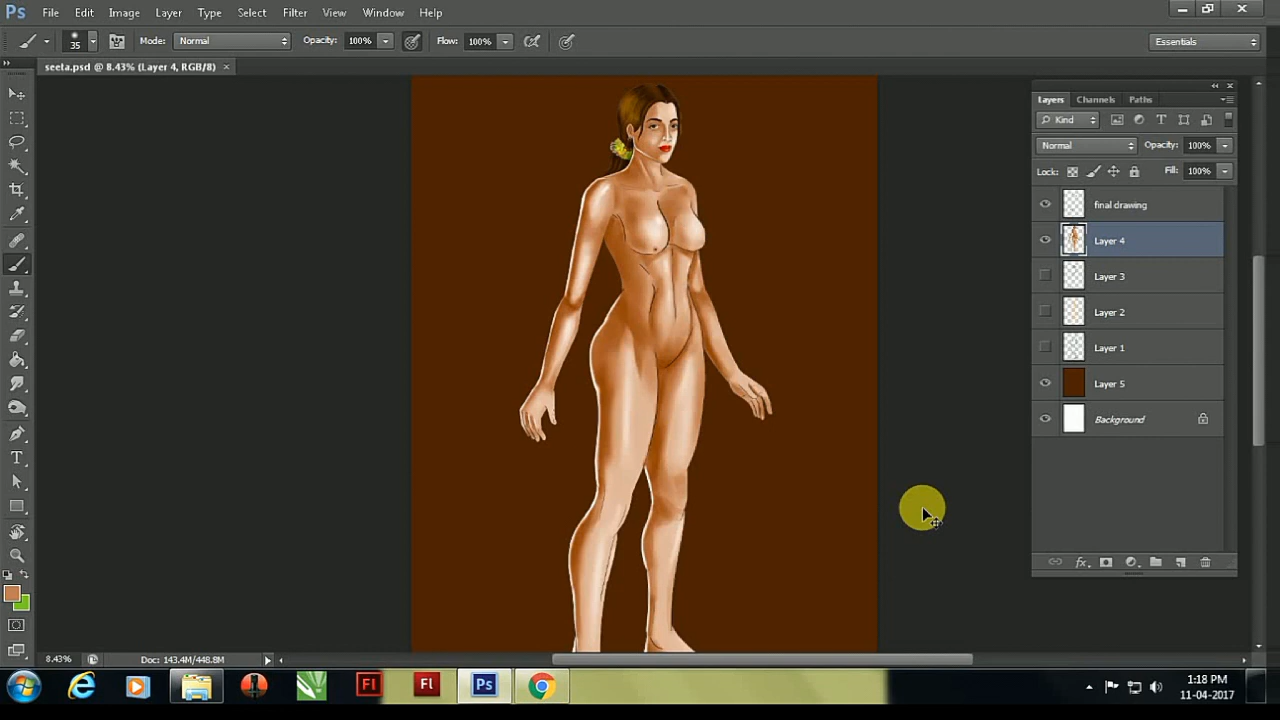 Ps File Edit Image Layer Type Select Filter View Window Help
35 Mode: Normal Opacity: 100% Flow: 100% Essentials
seeta.psd @ 8.43% (Layer 4, RGB/8) ×
Layers Channels Paths
Kind
Normal Opacity: 100%
Lock: Fill: 100%
final drawing
Layer 4
Layer 3
Layer 2
Layer 1
Layer 5
Background
fx
8.43% Doc: 143.4M/448.8M
Fl Fl Ps
1:18 PM
11-04-2017